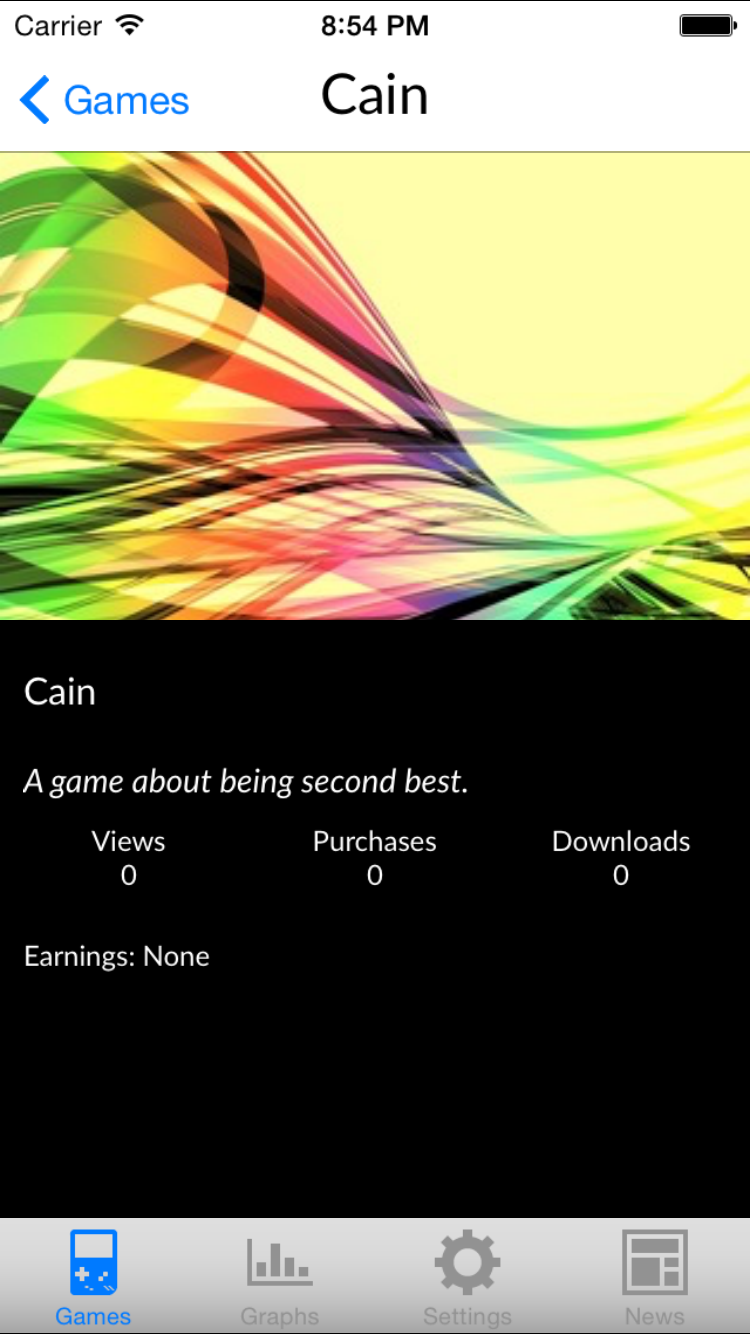 Carrier 8:54 PM
Games Cain
Cain
A game about being second best.
Views Purchases Downloads
0 0 0
Earnings: None
Games Graphs Settings News